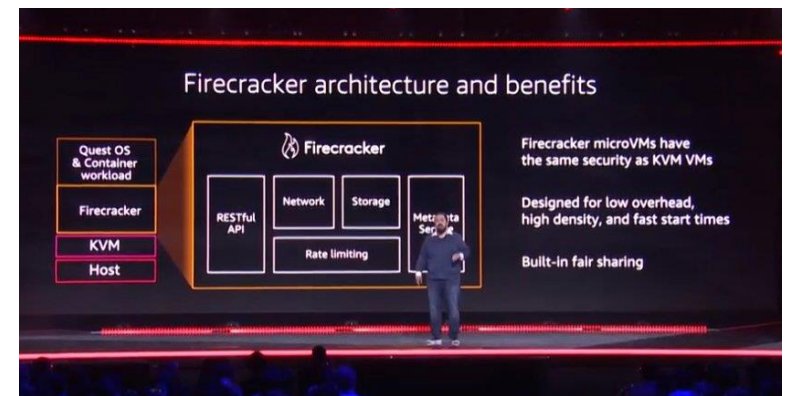 Firecracker architecture and benefits
Quest OS
& Container
workload
Firecracker
KVM
Host
Firecracker
RESTful
API
Network
Storage
Rate limiting
Firecracker microVMs have
the same security as KVM VMs
Designed for low overhead,
high density, and fast start times
Built-in fair sharing